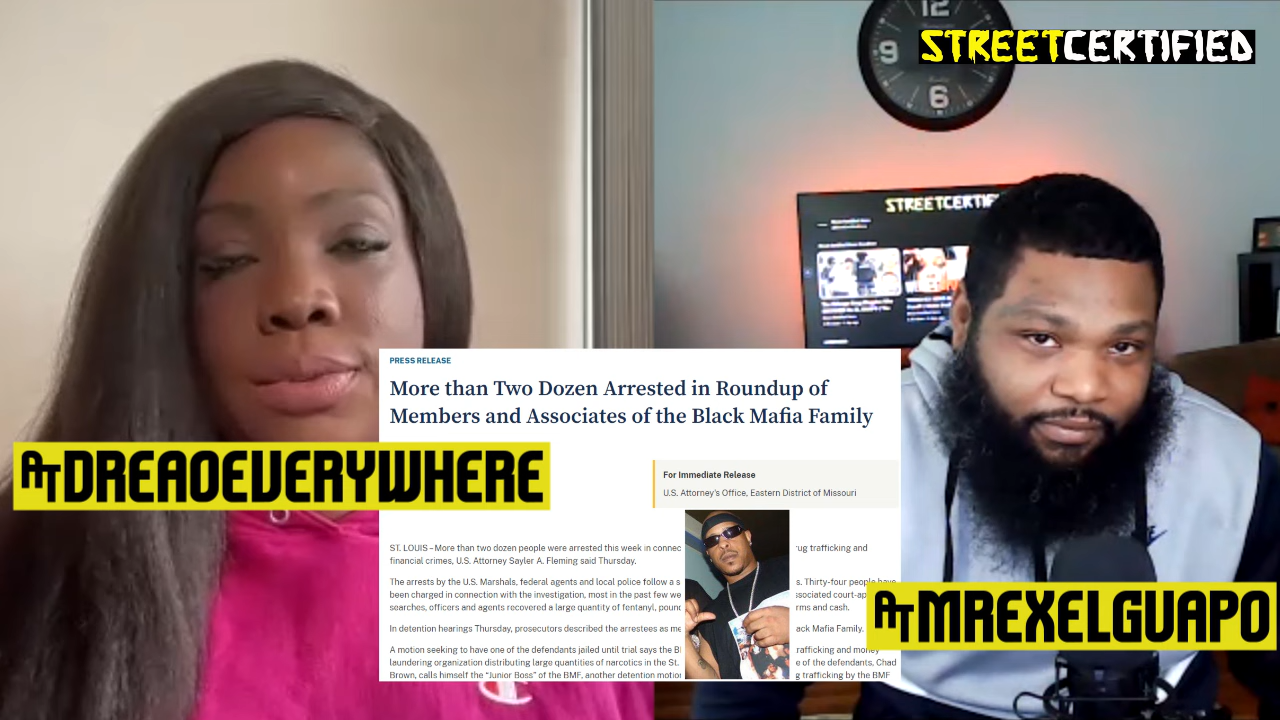 12
9
6
STREETCERTIFIED
STREETCERTIF
PRESS RELEASE
More than Two Dozen Arrested in Roundup of
Members and Associates of the Black Mafia Family
For Immediate Release
U.S. Attorney's Office, Eastern District of Missouri
ATDREAOEVERYWHERE
ST. LOUIS – More than two dozen people were arrested this week in connec rug trafficking and
financial crimes, U.S. Attorney Sayler A. Fleming said Thursday.
The arrests by the U.S. Marshals, federal agents and local police follow a s s. Thirty-four people have
been charged in connection with the investigation, most in the past few we ssociated court-ap
searches, officers and agents recovered a large quantity of fentanyl, pound rms and cash.
In detention hearings Thursday, prosecutors described the arrestees as me ack Mafia Family.
A motion seeking to have one of the defendants jailed until trial says the B rafficking and money
laundering organization distributing large quantities of narcotics in the St. e of the defendants, Chad
Brown, calls himself the “Junior Boss” of the BMF, another detention motion g trafficking by the BMF
ATMREXELGUAPO